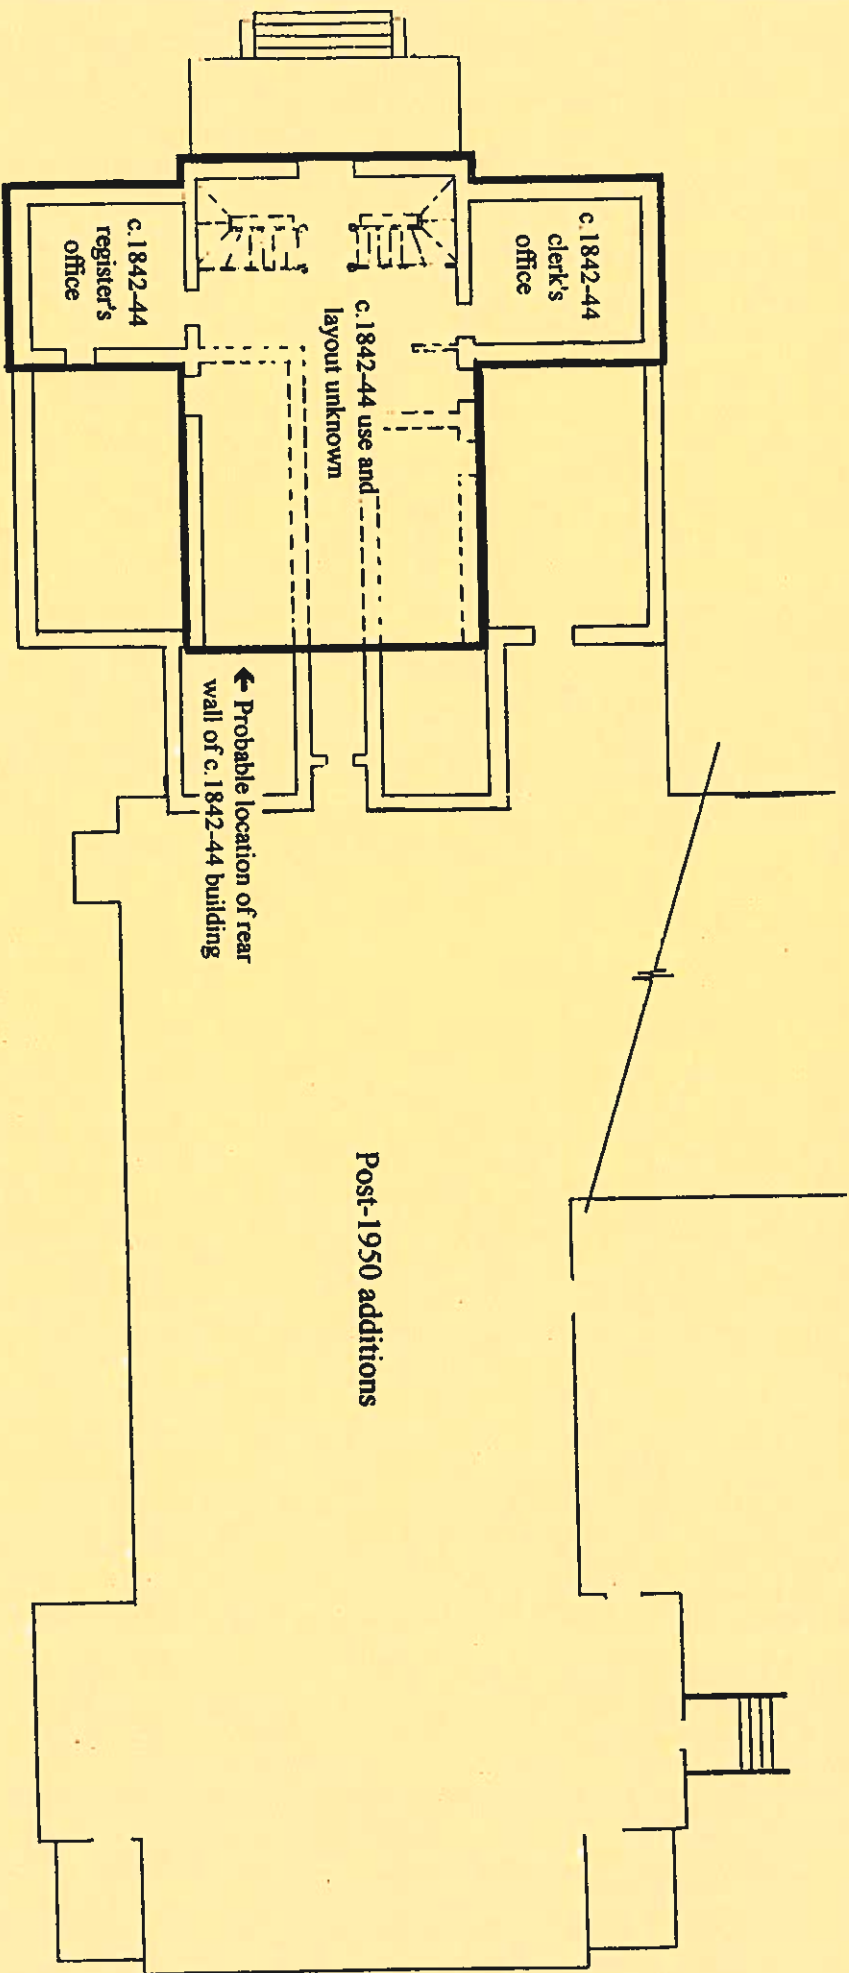 c.1842-44
clerk's
office
c.1842-44
register's
office
c.1842-44 use and
layout unknown
← Probable location of rear
wall of c.1842-44 building
Post-1950 additions